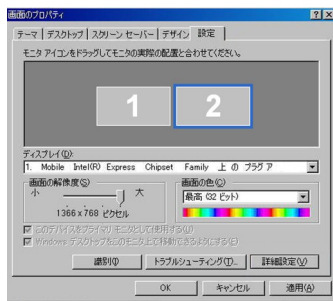 画面のプロパティ
テーマ デスクトップ スクリーン セーバー デザイン 設定
モニタ アイコンをドラッグしてモニタの実際の配置と合わせてください。
1 2
ディスプレイ(D):
1. Mobile Intel(R) Express Chipset Family 上の プラグ ア
画面の解像度(S)
小 大
1366 x 768 ピクセル
画面の色(C)
最高 (32 ビット)
このデバイスをプライマリ モニタとして使用する(U)
Windows デスクトップをこのモニタ上で移動できるようにする(E)
識別(I) トラブルシューティング(T)... 詳細設定(V)
OK キャンセル 適用(A)